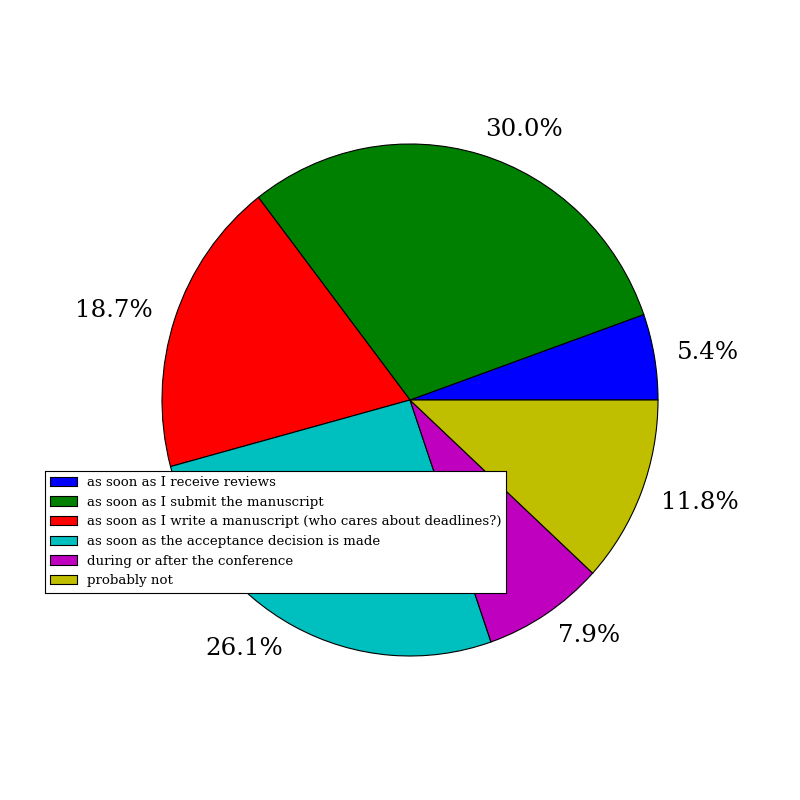 30.0%
18.7%
5.4%
as soon as I receive reviews
as soon as I submit the manuscript
as soon as I write a manuscript (who cares about deadlines?)
as soon as the acceptance decision is made
during or after the conference
probably not
11.8%
7.9%
26.1%